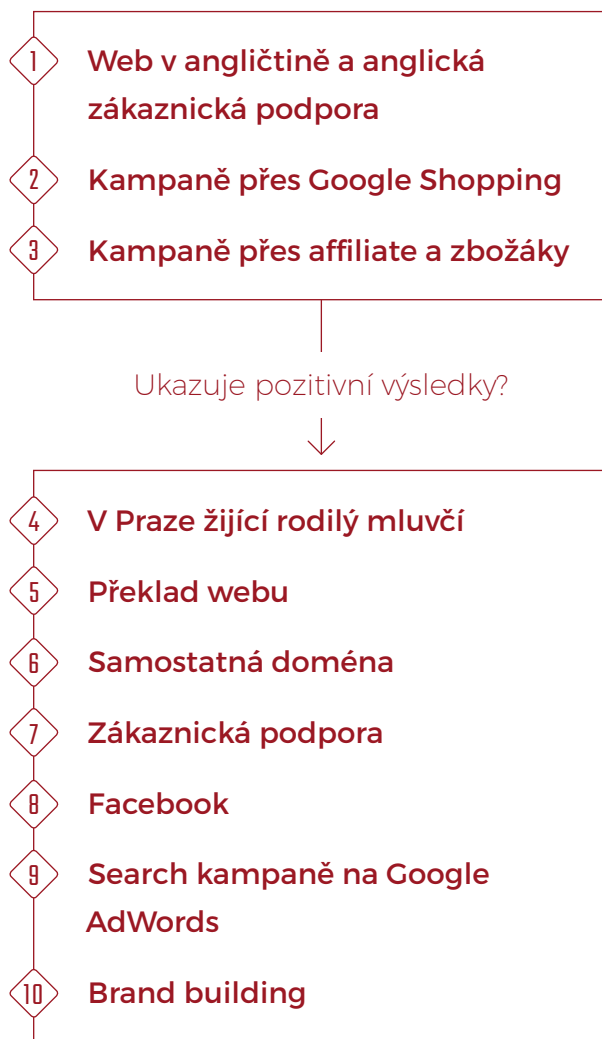 1 Web v angličtině a anglická
zákaznická podpora
2 Kampaně přes Google Shopping
3 Kampaně přes affiliate a zbožáky
Ukazuje pozitivní výsledky?
4 V Praze žijící rodilý mluvčí
5 Překlad webu
6 Samostatná doména
7 Zákaznická podpora
8 Facebook
9 Search kampaně na Google
AdWords
10 Brand building